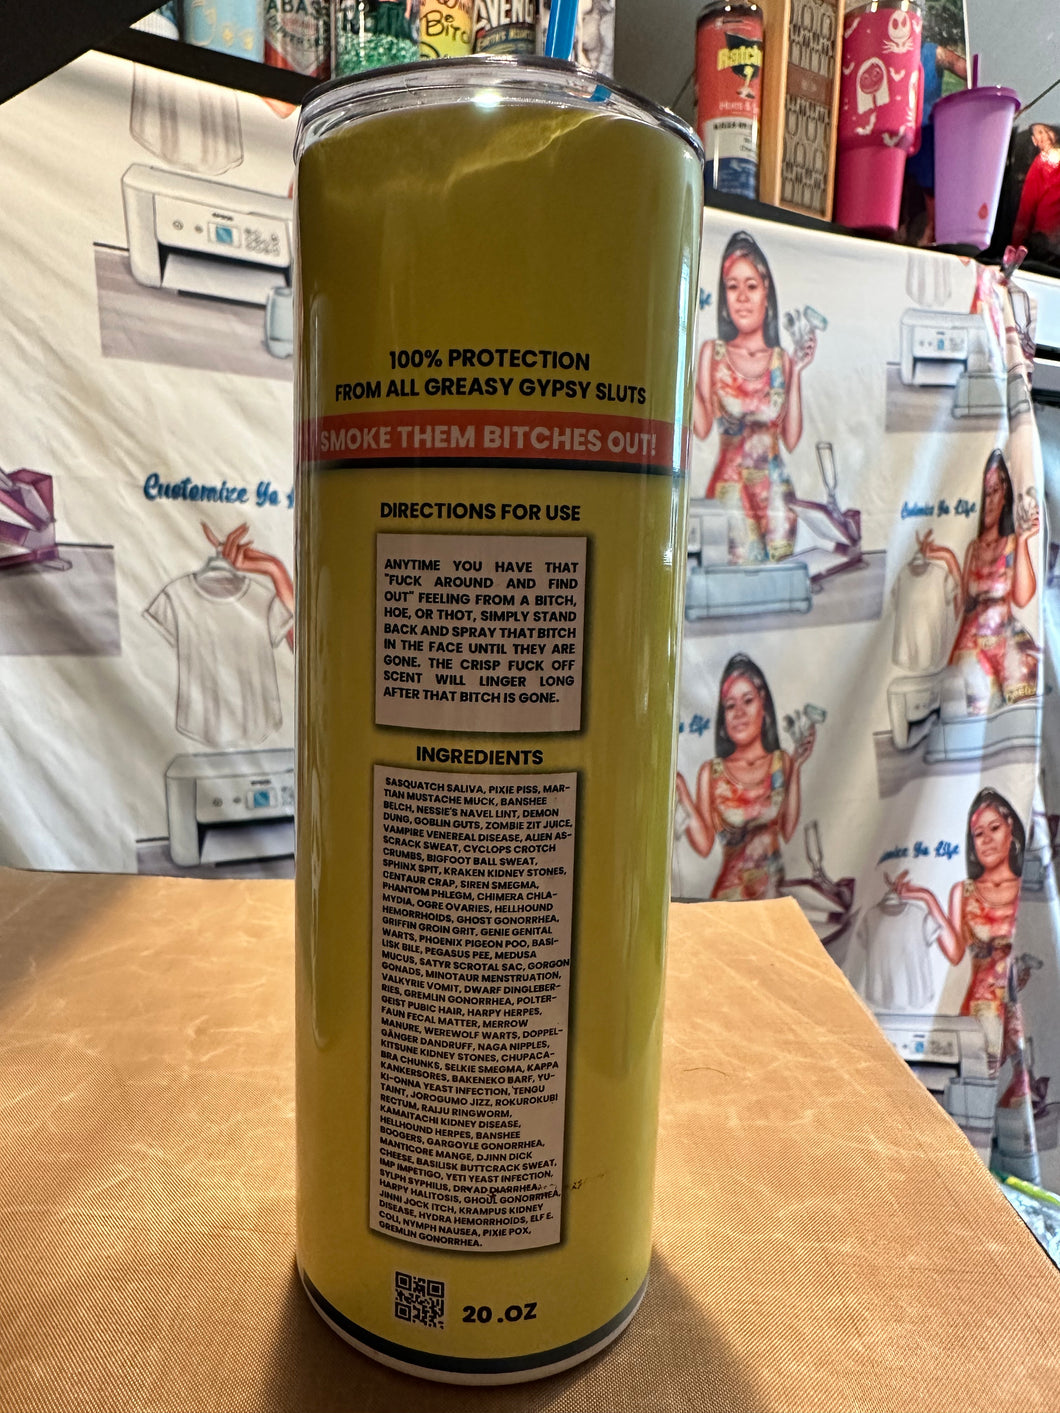 ABAS
Bitc
AVENG
Ratch
100% PROTECTION
FROM ALL GREASY GYPSY SLUTS
SMOKE THEM BITCHES OUT!
DIRECTIONS FOR USE
ANYTIME YOU HAVE THAT
"FUCK AROUND AND FIND
OUT" FEELING FROM A BITCH,
HOE, OR THOT, SIMPLY STAND
BACK AND SPRAY THAT BITCH
IN THE FACE UNTIL THEY ARE
GONE. THE CRISP FUCK OFF
SCENT WILL LINGER LONG
AFTER THAT BITCH IS GONE.
INGREDIENTS
SASQUATCH SALIVA, PIXIE PISS, MAR-
TIAN MUSTACHE MUCK, BANSHEE
BELCH, NESSIE'S NAVEL LINT, DEMON
DUNG, GOBLIN GUTS, ZOMBIE ZIT JUICE,
VAMPIRE VENEREAL DISEASE, ALIEN AS-
SCRACK SWEAT, CYCLOPS CROTCH
CRUMBS, BIGFOOT BALL SWEAT,
SPHINX SPIT, KRAKEN KIDNEY STONES,
CENTAUR CRAP, SIREN SMEGMA,
PHANTOM PHLEGM, CHIMERA CHLA-
MYDIA, OGRE OVARIES, HELLHOUND
HEMORRHOIDS, GHOST GONORRHEA,
GRIFFIN GROIN GRIT, GENIE GENITAL
WARTS, PHOENIX PIGEON POO, BASI-
LISK BILE, PEGASUS PEE, MEDUSA
MUCUS, SATYR SCROTAL SAC, GORGON
GONADS, MINOTAUR MENSTRUATION,
VALKYRIE VOMIT, DWARF DINGLEBER-
RIES, GREMLIN GONORRHEA, POLTER-
GEIST PUBIC HAIR, HARPY HERPES,
FAUN FECAL MATTER, MERROW
MANURE, WEREWOLF WARTS, DOPPEL-
GÄNGER DANDRUFF, NAGA NIPPLES,
KITSUNE KIDNEY STONES, CHUPACA-
BRA CHUNKS, SELKIE SMEGMA, KAPPA
KANKERSORES, BAKENEKO BARF, YU-
KI-ONNA YEAST INFECTION, TENGU
TAINT, JOROGUMO JIZZ, ROKUROKUBI
RECTUM, RAIJU RINGWORM,
KAMAITACHI KIDNEY DISEASE,
HELLHOUND HERPES, BANSHEE
BOOGERS, GARGOYLE GONORRHEA,
MANTICORE MANGE, DJINN DICK
CHEESE, BASILISK BUTTCRACK SWEAT,
IMP IMPETIGO, YETI YEAST INFECTION,
SYLPH SYPHILIS, DRYAD DIARRHEA,
HARPY HALITOSIS, GHOUL GONORRHEA,
JINNI JOCK ITCH, KRAMPUS KIDNEY
DISEASE, HYDRA HEMORRHOIDS, ELF E.
COLI, NYMPH NAUSEA, PIXIE POX,
GREMLIN GONORRHEA.
20 .OZ
Customize Ya
Customize Ya Life
Ya Life
Life